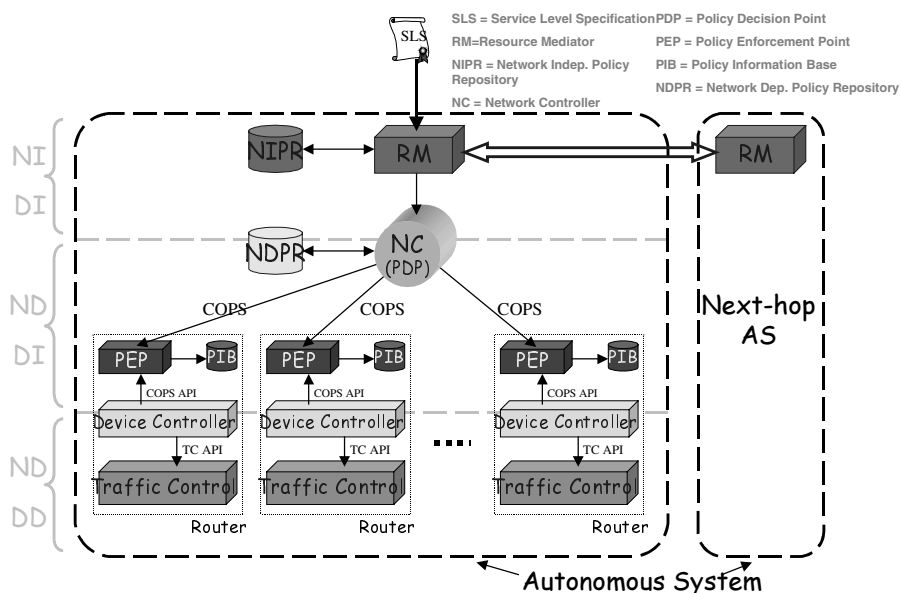 SLS
SLS = Service Level Specification
RM=Resource Mediator
NIPR = Network Indep. Policy
Repository
NC = Network Controller
PDP = Policy Decision Point
PEP = Policy Enforcement Point
PIB = Policy Information Base
NDPR = Network Dep. Policy Repository
NI
DI
NIPR
RM
RM
NDPR
NC
(PDP)
ND
DI
COPS
COPS
COPS
Next-hop
AS
PEP
PIB
PEP
PIB
PEP
PIB
COPS API
COPS API
COPS API
Device Controller
Device Controller
Device Controller
TC API
TC API
TC API
ND
DD
Traffic Control
Traffic Control
Traffic Control
Router
Router
Router
Autonomous System